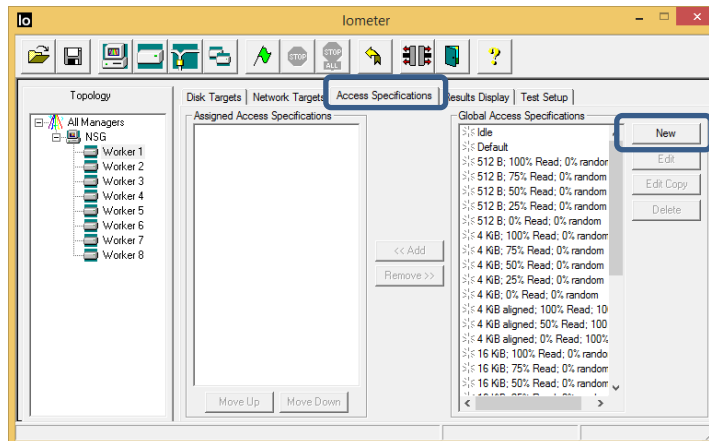 Io
Iometer
STOP
STOP
ALL
?
Topology
All Managers
NSG
Worker 1
Worker 2
Worker 3
Worker 4
Worker 5
Worker 6
Worker 7
Worker 8
Disk Targets
Network Targets
Access Specifications
Results Display
Test Setup
Assigned Access Specifications
<< Add
Remove >>
Move Up
Move Down
Global Access Specifications
Idle
Default
512 B; 100% Read; 0% randor
512 B; 75% Read; 0% random
512 B; 50% Read; 0% random
512 B; 25% Read; 0% random
512 B; 0% Read; 0% random
4 KiB; 100% Read; 0% random
4 KiB; 75% Read; 0% random
4 KiB; 50% Read; 0% random
4 KiB; 25% Read; 0% random
4 KiB; 0% Read; 0% random
4 KiB aligned; 100% Read; 10
4 KiB aligned; 50% Read; 100
4 KiB aligned; 0% Read; 100%
16 KiB; 100% Read; 0% rando
16 KiB; 75% Read; 0% random
16 KiB; 50% Read; 0% random
New
Edit
Edit Copy
Delete